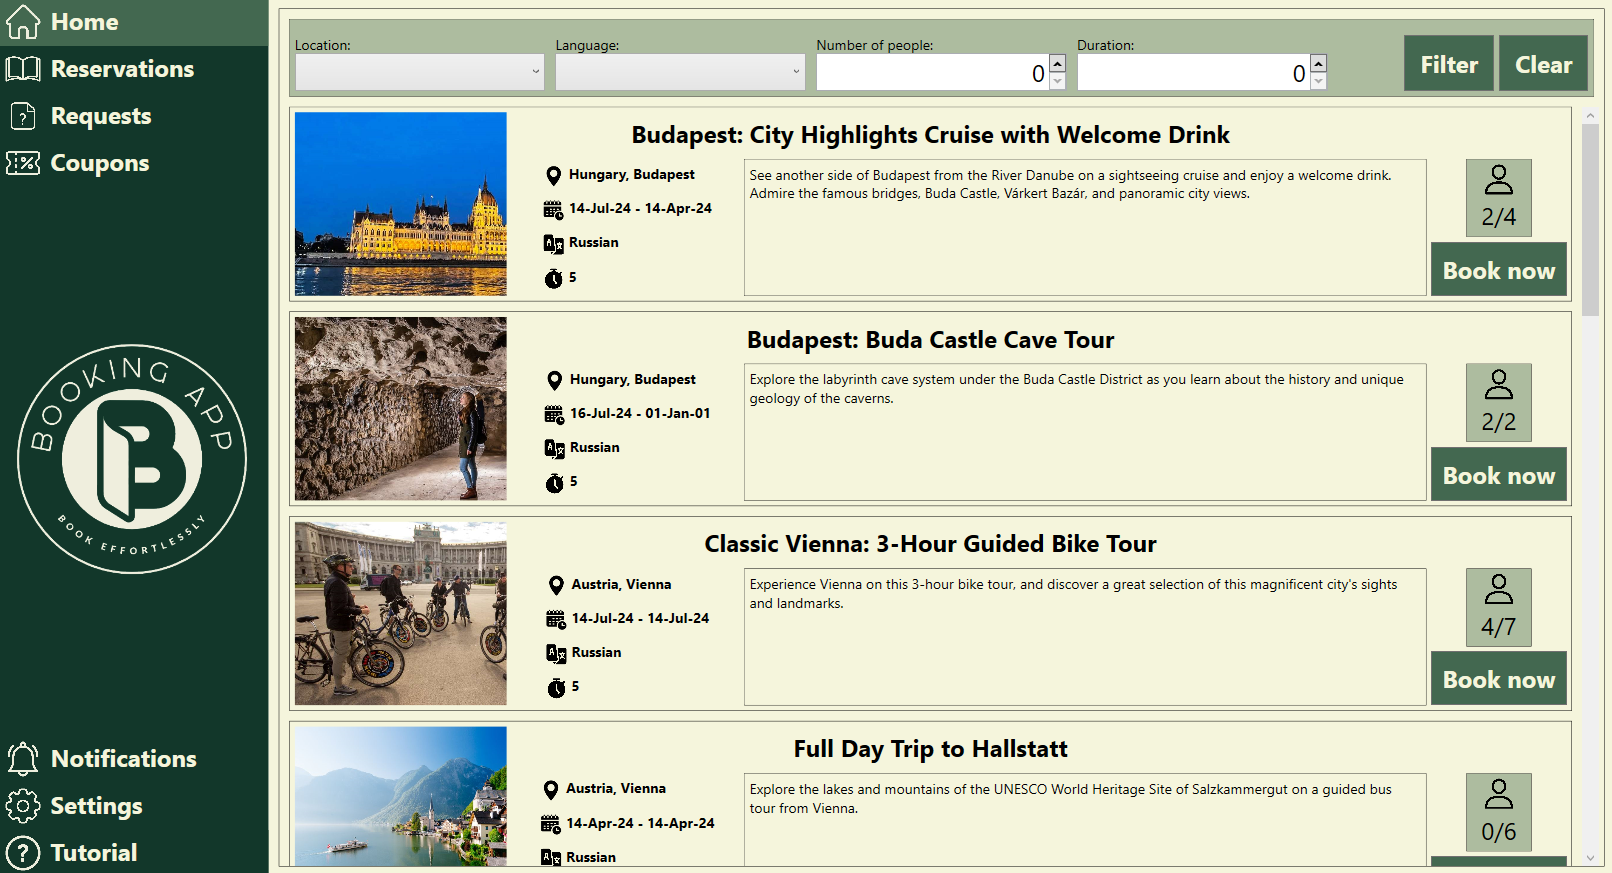 Home
Reservations
Requests
Coupons
BOOKING APP
B
BOOK EFFORTLESSLY
Notifications
Settings
Tutorial
Location:
Language:
Number of people:
0
Duration:
0
Filter
Clear
Budapest: City Highlights Cruise with Welcome Drink
Hungary, Budapest
14-Jul-24 - 14-Apr-24
Russian
5
See another side of Budapest from the River Danube on a sightseeing cruise and enjoy a welcome drink.
Admire the famous bridges, Buda Castle, Várkert Bazár, and panoramic city views.
2/4
Book now
Budapest: Buda Castle Cave Tour
Hungary, Budapest
16-Jul-24 - 01-Jan-01
Russian
5
Explore the labyrinth cave system under the Buda Castle District as you learn about the history and unique
geology of the caverns.
2/2
Book now
Classic Vienna: 3-Hour Guided Bike Tour
Austria, Vienna
14-Jul-24 - 14-Jul-24
Russian
5
Experience Vienna on this 3-hour bike tour, and discover a great selection of this magnificent city's sights
and landmarks.
4/7
Book now
Full Day Trip to Hallstatt
Austria, Vienna
14-Apr-24 - 14-Apr-24
Russian
Explore the lakes and mountains of the UNESCO World Heritage Site of Salzkammergut on a guided bus
tour from Vienna.
0/6